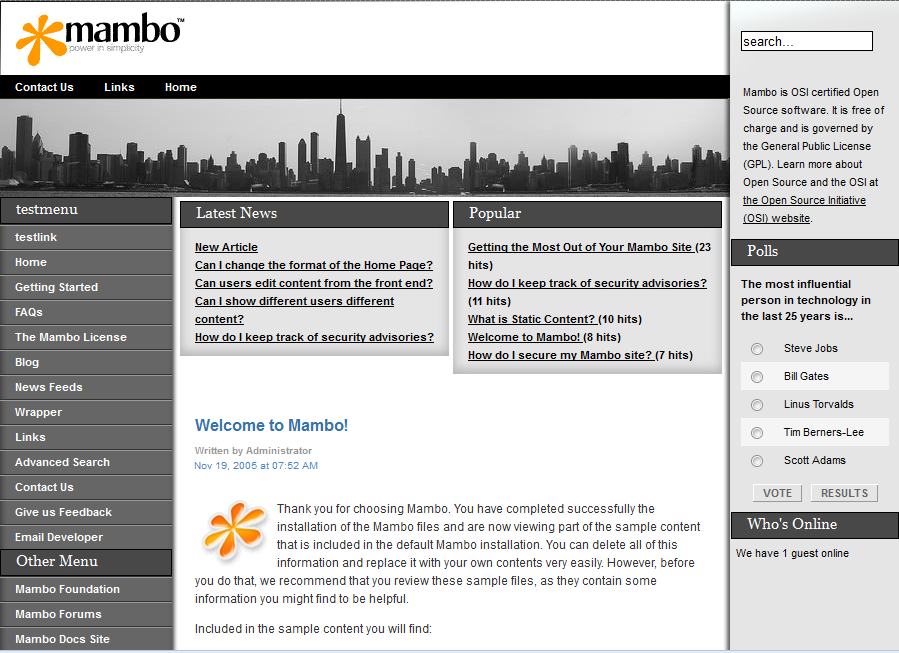 mambo™
power in simplicity
search...
Contact Us Links Home
Mambo is OSI certified Open
Source software. It is free of
charge and is governed by
the General Public License
(GPL). Learn more about
Open Source and the OSI at
the Open Source Initiative
(OSI) website.
testmenu
testlink
Home
Getting Started
FAQs
The Mambo License
Blog
News Feeds
Wrapper
Links
Advanced Search
Contact Us
Give us Feedback
Email Developer
Other Menu
Mambo Foundation
Mambo Forums
Mambo Docs Site
Latest News
New Article
Can I change the format of the Home Page?
Can users edit content from the front end?
Can I show different users different
content?
How do I keep track of security advisories?
Popular
Getting the Most Out of Your Mambo Site (23
hits)
How do I keep track of security advisories?
(11 hits)
What is Static Content? (10 hits)
Welcome to Mambo! (8 hits)
How do I secure my Mambo site? (7 hits)
Welcome to Mambo!
Written by Administrator
Nov 19, 2005 at 07:52 AM
Thank you for choosing Mambo. You have completed successfully the
installation of the Mambo files and are now viewing part of the sample content
that is included in the default Mambo installation. You can delete all of this
information and replace it with your own contents very easily. However, before
you do that, we recommend that you review these sample files, as they contain some
information you might find to be helpful.
Included in the sample content you will find:
Polls
The most influential
person in technology in
the last 25 years is...
Steve Jobs
Bill Gates
Linus Torvalds
Tim Berners-Lee
Scott Adams
VOTE RESULTS
Who's Online
We have 1 guest online